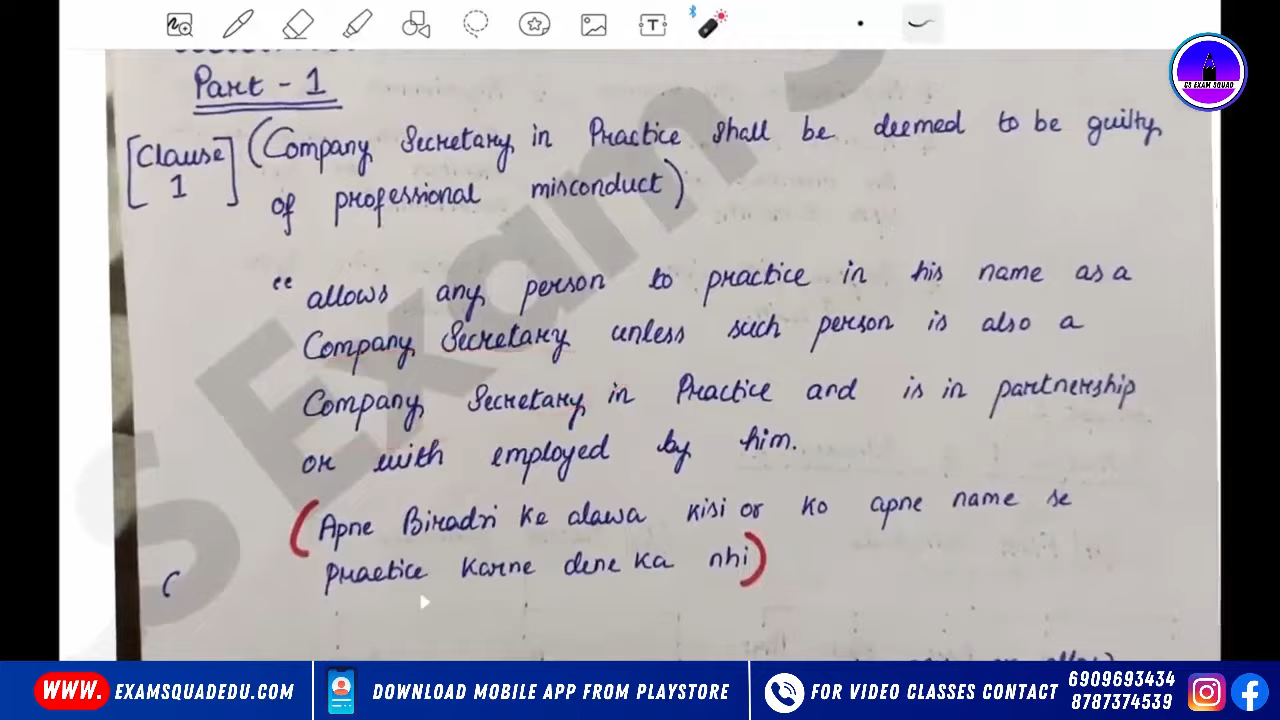 Part - 1
[Clause 1] (Company Secretary in Practice shall be deemed to be guilty
of professional misconduct)
"allows any person to practice in his name as a
Company Secretary unless such person is also a
Company Secretary in Practice and is in partnership
or with employed by him.
(Apne Biradri ke alawa kisi or ko apne name se
practice karne dene ka nhi)
CS Exam S
CS EXAM SQUAD
WWW. EXAMSQUADEDU.COM
DOWNLOAD MOBILE APP FROM PLAYSTORE
FOR VIDEO CLASSES CONTACT
6909693434
8787374539